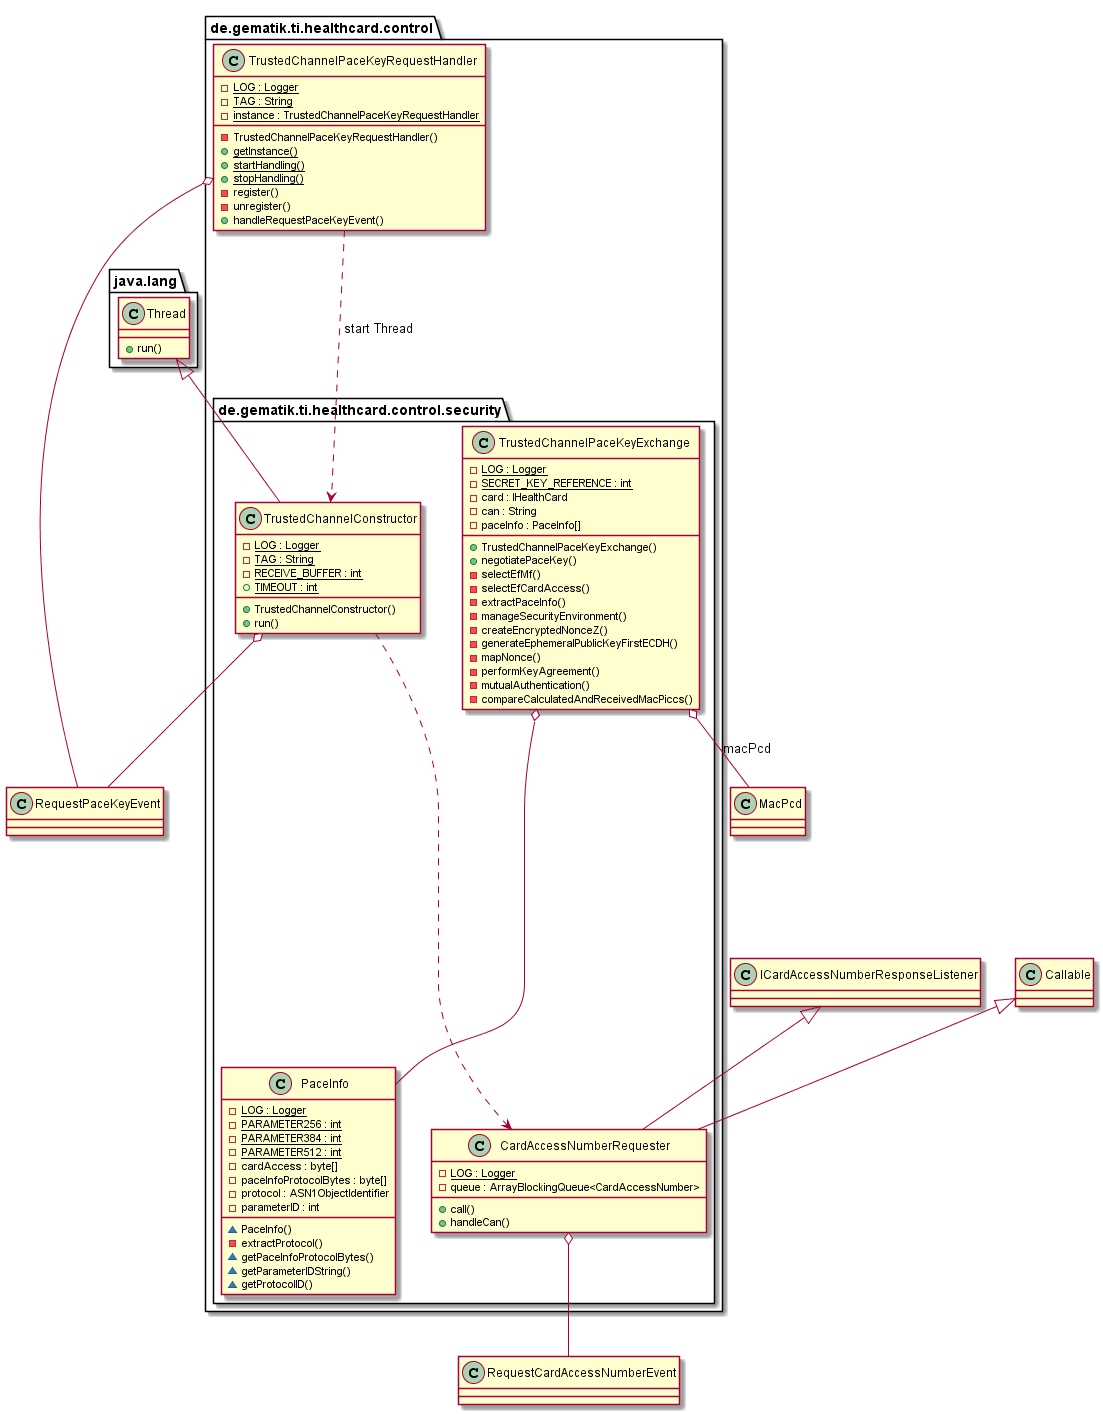 de.gematik.ti.healthcard.control
C TrustedChannelPaceKeyRequestHandler
LOG : Logger
TAG : String
instance : TrustedChannelPaceKeyRequestHandler
TrustedChannelPaceKeyRequestHandler()
getInstance()
startHandling()
stopHandling()
register()
unregister()
handleRequestPaceKeyEvent()
java.lang
C Thread
run()
start Thread
de.gematik.ti.healthcard.control.security
C TrustedChannelPaceKeyExchange
LOG : Logger
SECRET_KEY_REFERENCE : int
card : IHealthCard
can : String
paceInfo : PaceInfo[]
TrustedChannelPaceKeyExchange()
negotiatePaceKey()
selectEfMf()
selectEfCardAccess()
extractPaceInfo()
manageSecurityEnvironment()
createEncryptedNonceZ()
generateEphemeralPublicKeyFirstECDH()
mapNonce()
performKeyAgreement()
mutualAuthentication()
compareCalculatedAndReceivedMacPiccs()
C TrustedChannelConstructor
LOG : Logger
TAG : String
RECEIVE_BUFFER : int
TIMEOUT : int
TrustedChannelConstructor()
run()
macPcd
C RequestPaceKeyEvent
C MacPcd
C ICardAccessNumberResponseListener
C Callable
C PaceInfo
LOG : Logger
PARAMETER256 : int
PARAMETER384 : int
PARAMETER512 : int
cardAccess : byte[]
paceInfoProtocolBytes : byte[]
protocol : ASN1ObjectIdentifier
parameterID : int
PaceInfo()
extractProtocol()
getPaceInfoProtocolBytes()
getParameterIDString()
getProtocolID()
C CardAccessNumberRequester
LOG : Logger
queue : ArrayBlockingQueue<CardAccessNumber>
call()
handleCan()
C RequestCardAccessNumberEvent